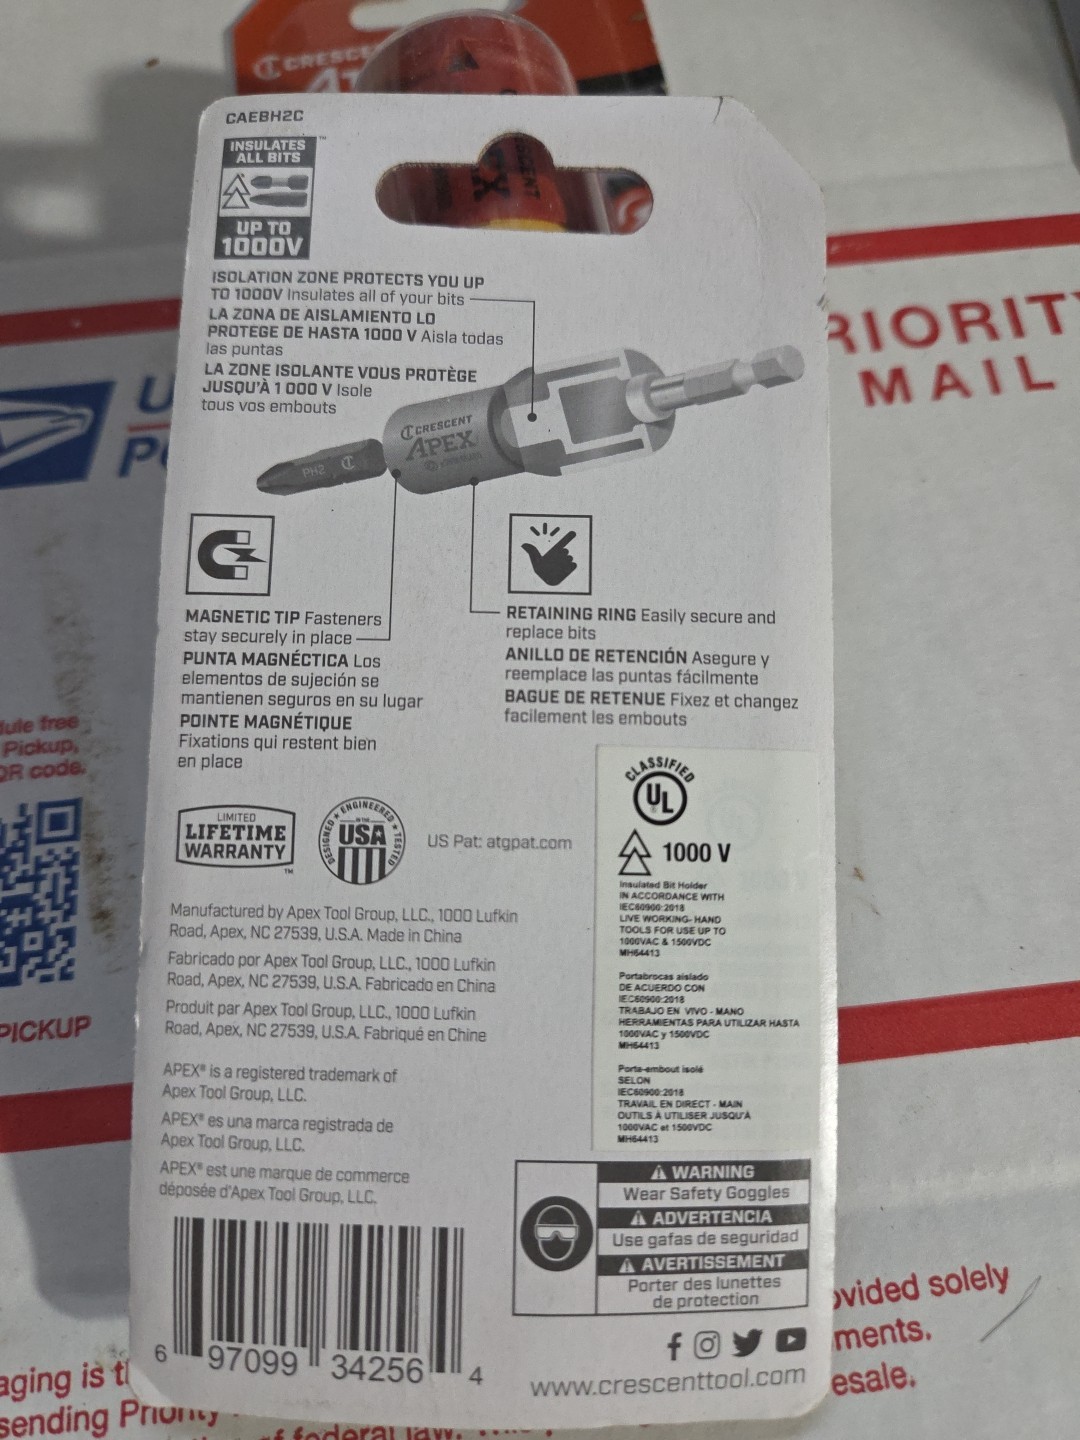 CRESCE
CAEBH2C
INSULATES
ALL BITS
™
UP TO
1000V
ISOLATION ZONE PROTECTS YOU UP
TO 1000V Insulates all of your bits
LA ZONA DE AISLAMIENTO LO
PROTEGE DE HASTA 1000 V Aisla todas
las puntas
LA ZONE ISOLANTE VOUS PROTÈGE
JUSQU'À 1 000 V Isole
tous vos embouts
CRESCENT
APEX
PH2
MAGNETIC TIP Fasteners
stay securely in place
PUNTA MAGNÉCTICA Los
elementos de sujeción se
mantienen seguros en su lugar
POINTE MAGNÉTIQUE
Fixations qui restent bien
en place
RETAINING RING Easily secure and
replace bits
ANILLO DE RETENCIÓN Asegure y
reemplace las puntas fácilmente
BAGUE DE RETENUE Fixez et changez
facilement les embouts
LIMITED
LIFETIME
WARRANTY
™
DESIGNED ★ ENGINEERED ★ TESTED
IN THE
USA
US Pat: atgpat.com
CLASSIFIED
UL
1000 V
Insulated Bit Holder
IN ACCORDANCE WITH
IEC60900:2018
LIVE WORKING- HAND
TOOLS FOR USE UP TO
1000VAC & 1500VDC
MH64413
Portabrocas aislado
DE ACUERDO CON
IEC60900:2018
TRABAJO EN VIVO - MANO
HERRAMIENTAS PARA UTILIZAR HASTA
1000VAC y 1500VDC
MH64413
Porte-embout isolé
SELON
IEC60900:2018
TRAVAIL EN DIRECT - MAIN
OUTILS À UTILISER JUSQU'À
1000VAC et 1500VDC
MH64413
Manufactured by Apex Tool Group, LLC., 1000 Lufkin
Road, Apex, NC 27539, U.S.A. Made in China
Fabricado por Apex Tool Group, LLC., 1000 Lufkin
Road, Apex, NC 27539, U.S.A. Fabricado en China
Produit par Apex Tool Group, LLC., 1000 Lufkin
Road, Apex, NC 27539, U.S.A. Fabriqué en Chine
APEX® is a registered trademark of
Apex Tool Group, LLC.
APEX® es una marca registrada de
Apex Tool Group, LLC.
APEX® est une marque de commerce
déposée d'Apex Tool Group, LLC.
WARNING
Wear Safety Goggles
ADVERTENCIA
Use gafas de seguridad
AVERTISSEMENT
Porter des lunettes
de protection
6 97099 34256 4
www.crescenttool.com
RIORIT
MAIL
U
P
dule free
Pickup,
QR code.
PICKUP
ovided solely
ments.
esale.
aging is t
sending Priority
of federal law.